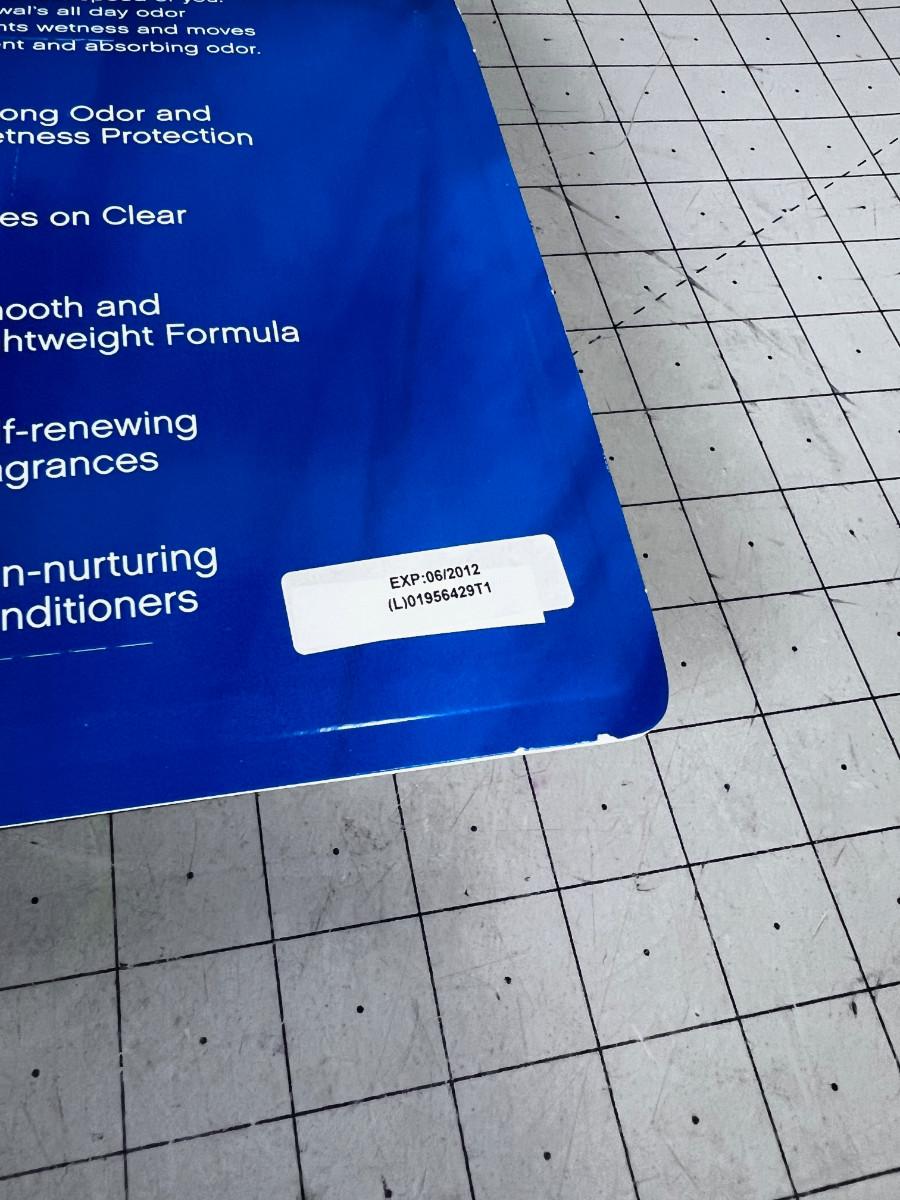 wal's all day odor
nts wetness and moves
nt and absorbing odor.
ong Odor and
etness Protection
es on Clear
ooth and
htweight Formula
f-renewing
grances
n-nurturing
nditioners
EXP:06/2012
(L)01956429T1